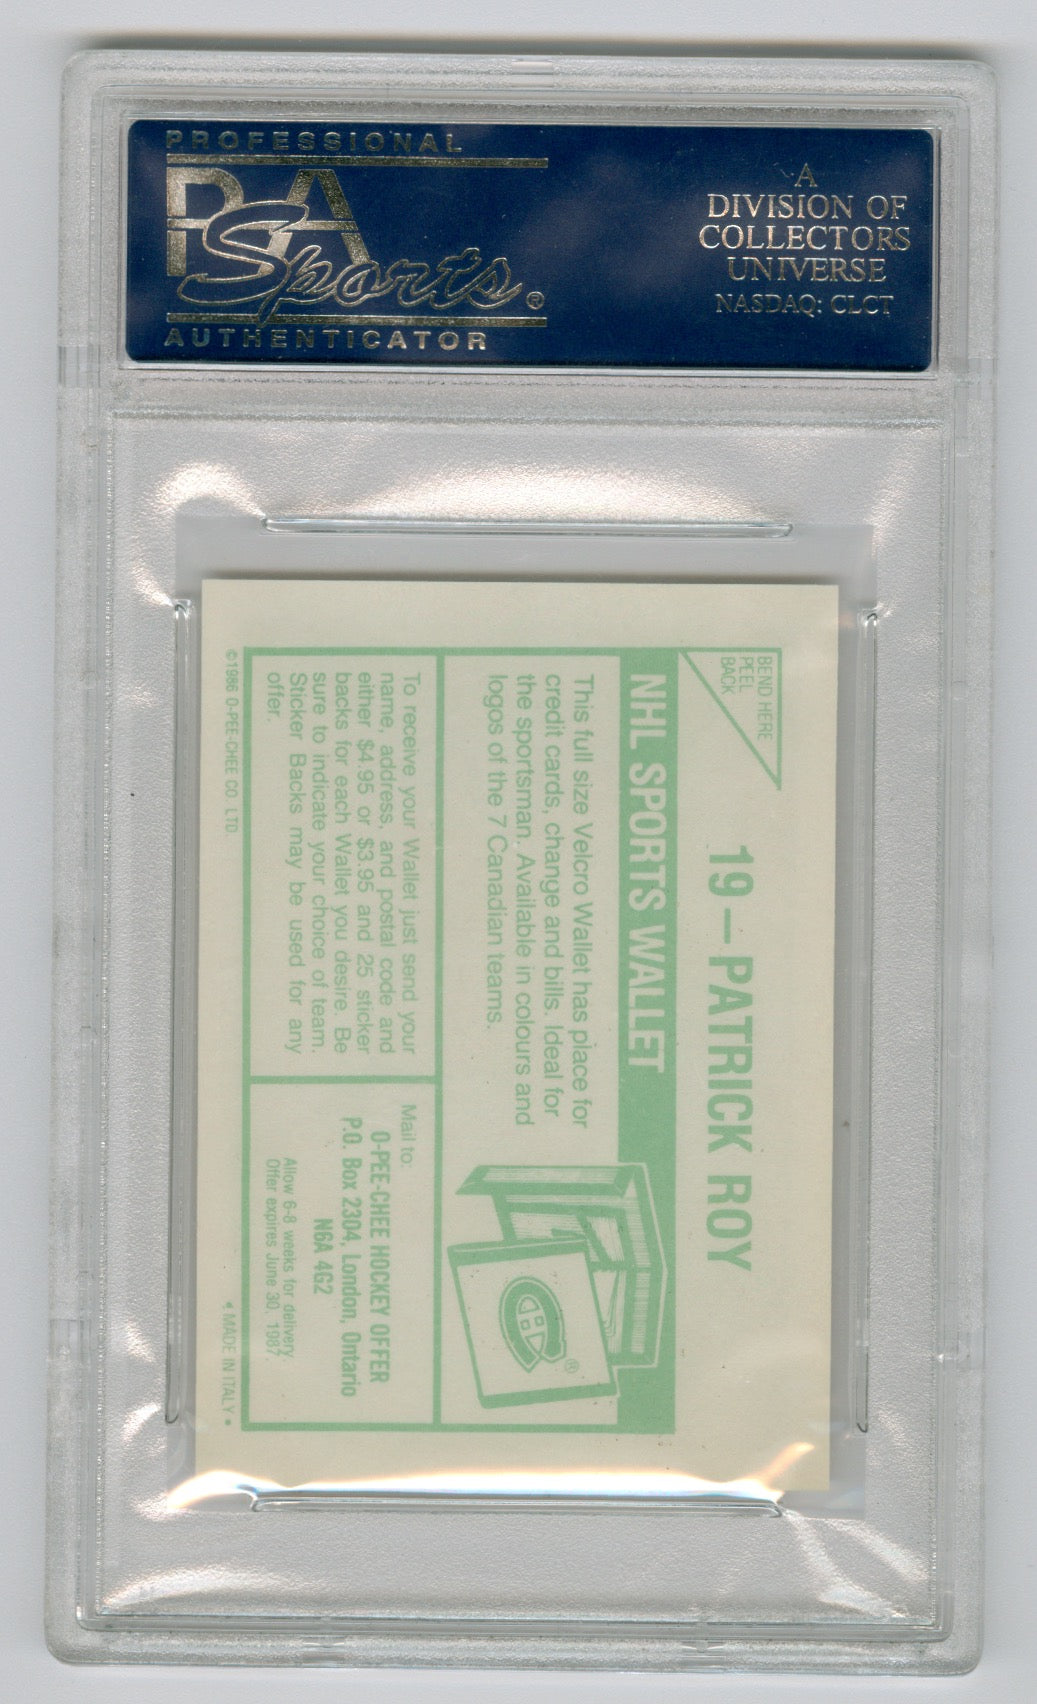 PROFESSIONAL
PSA
Sports®
AUTHENTICATOR
A
DIVISION OF
COLLECTORS
UNIVERSE
NASDAQ: CLCT
BEND HERE
PEEL
BACK
19—PATRICK ROY
NHL SPORTS WALLET
This full size Velcro Wallet has place for
credit cards, change and bills. Ideal for
the sportsman. Available in colours and
logos of the 7 Canadian teams.
®
To receive your Wallet just send your
name, address, and postal code and
either $4.95 or $3.95 and 25 sticker
backs for each Wallet you desire. Be
sure to indicate your choice of team.
Sticker Backs may be used for any
offer.
Mail to:
O-PEE-CHEE HOCKEY OFFER
P.O. Box 2304, London, Ontario
N6A 4G2
Allow 6-8 weeks for delivery
Offer expires June 30, 1987
©1986 O-PEE-CHEE CO. LTD.
MADE IN ITALY